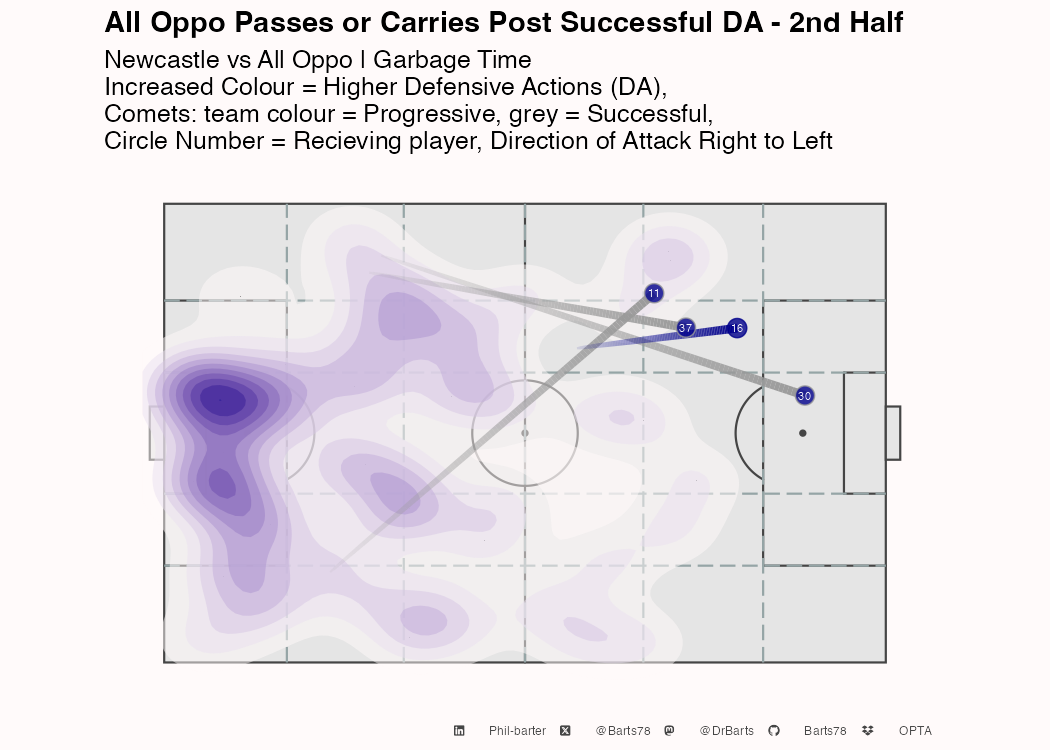 All Oppo Passes or Carries Post Successful DA - 2nd Half
Newcastle vs All Oppo | Garbage Time
Increased Colour = Higher Defensive Actions (DA),
Comets: team colour = Progressive, grey = Successful,
Circle Number = Recieving player, Direction of Attack Right to Left
11
37
16
30
Phil-barter @Barts78 @DrBarts Barts78 OPTA